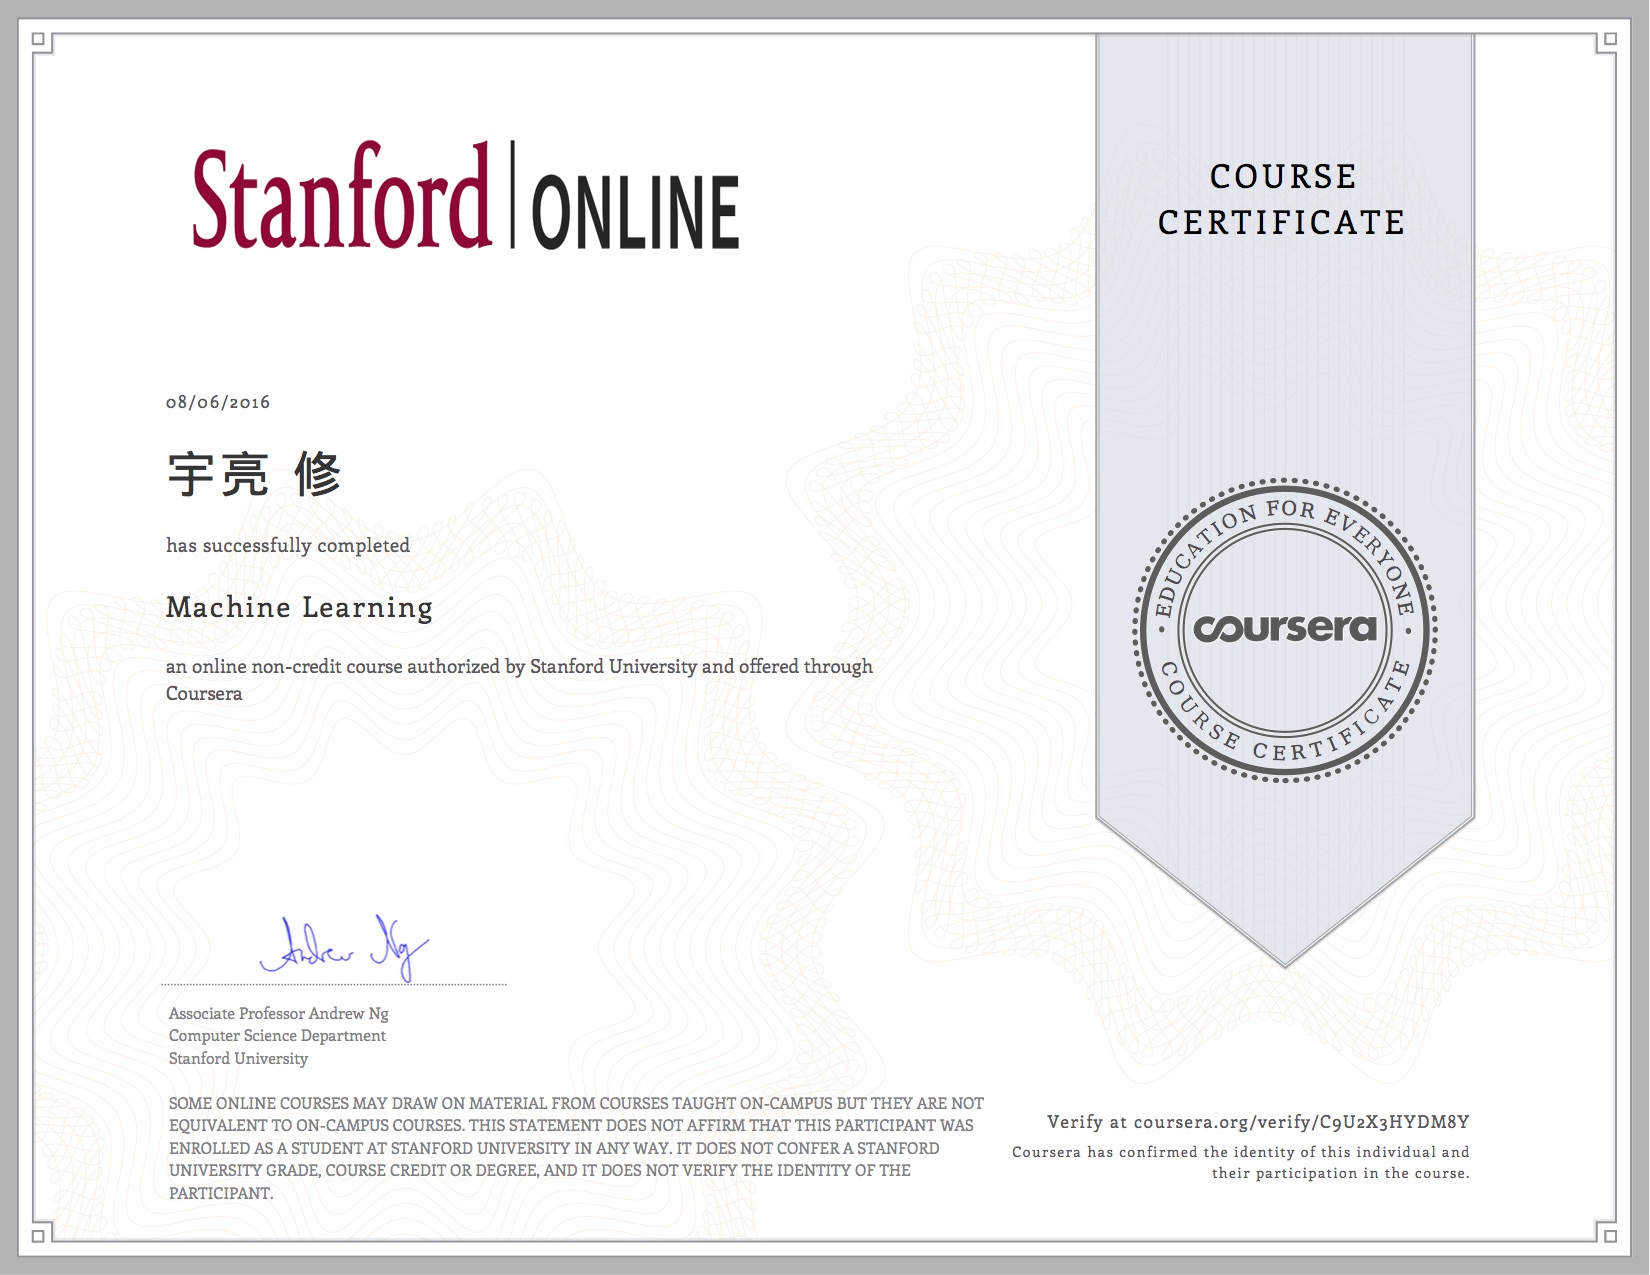 Stanford | ONLINE
COURSE
CERTIFICATE
08/06/2016
宇亮 修
has successfully completed
Machine Learning
an online non-credit course authorized by Stanford University and offered through
Coursera
EDUCATION FOR EVERYONE
coursera
COURSE CERTIFICATE
Andrew Ng
Associate Professor Andrew Ng
Computer Science Department
Stanford University
SOME ONLINE COURSES MAY DRAW ON MATERIAL FROM COURSES TAUGHT ON-CAMPUS BUT THEY ARE NOT
EQUIVALENT TO ON-CAMPUS COURSES. THIS STATEMENT DOES NOT AFFIRM THAT THIS PARTICIPANT WAS
ENROLLED AS A STUDENT AT STANFORD UNIVERSITY IN ANY WAY. IT DOES NOT CONFER A STANFORD
UNIVERSITY GRADE, COURSE CREDIT OR DEGREE, AND IT DOES NOT VERIFY THE IDENTITY OF THE
PARTICIPANT.
Verify at coursera.org/verify/C9U2X3HYDM8Y
Coursera has confirmed the identity of this individual and
their participation in the course.